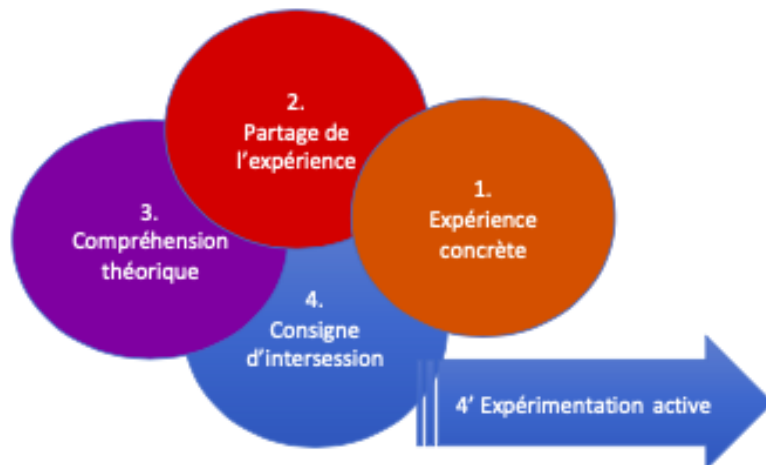 2.
Partage de
l'expérience
1.
Expérience
concrète
3.
Compréhension
théorique
4.
Consigne
d'intersession
4' Expérimentation active